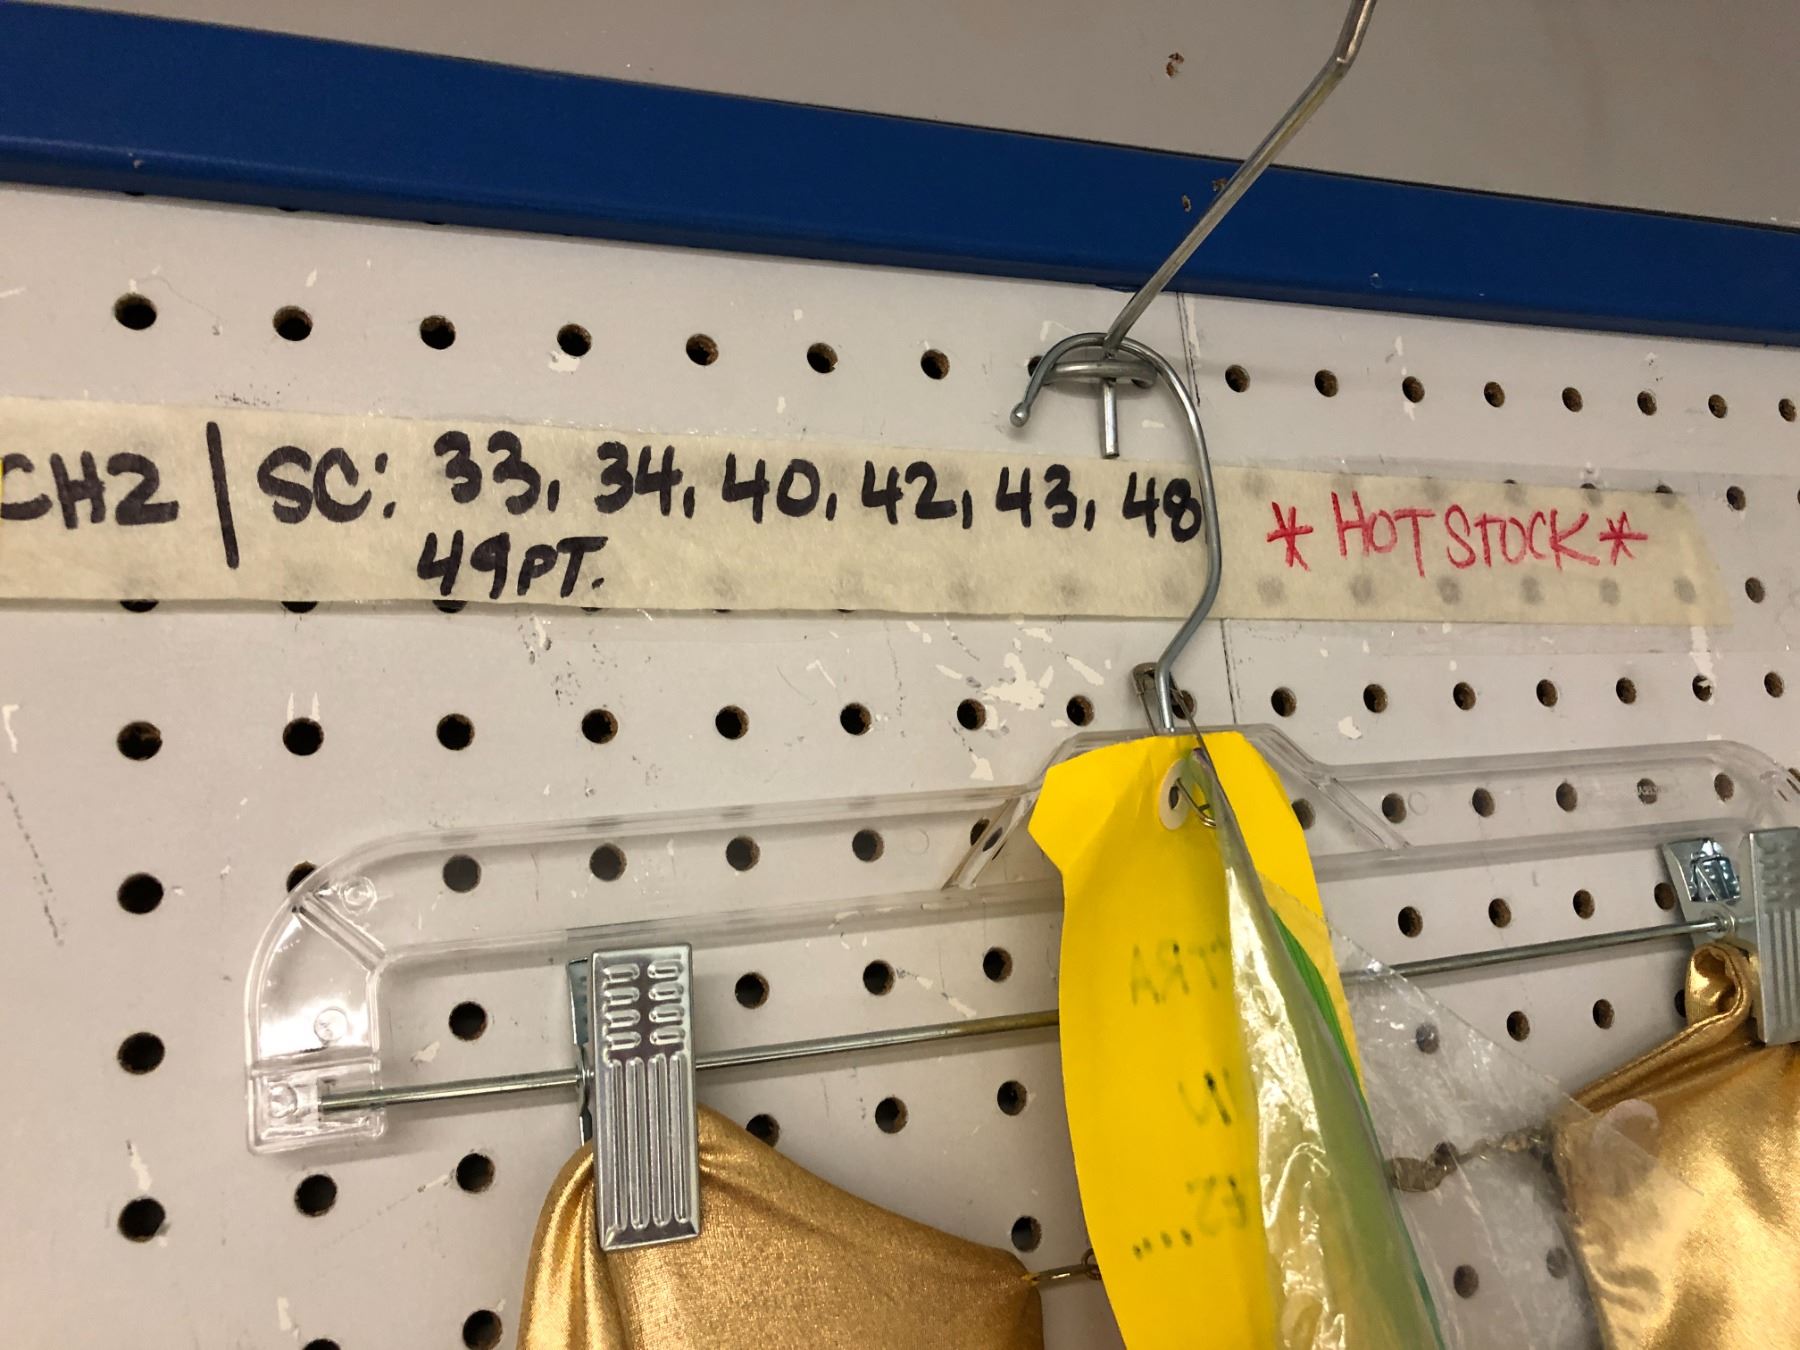 CH2 | SC: 33, 34, 40, 42, 43, 48 * HOT STOCK *
49PT.